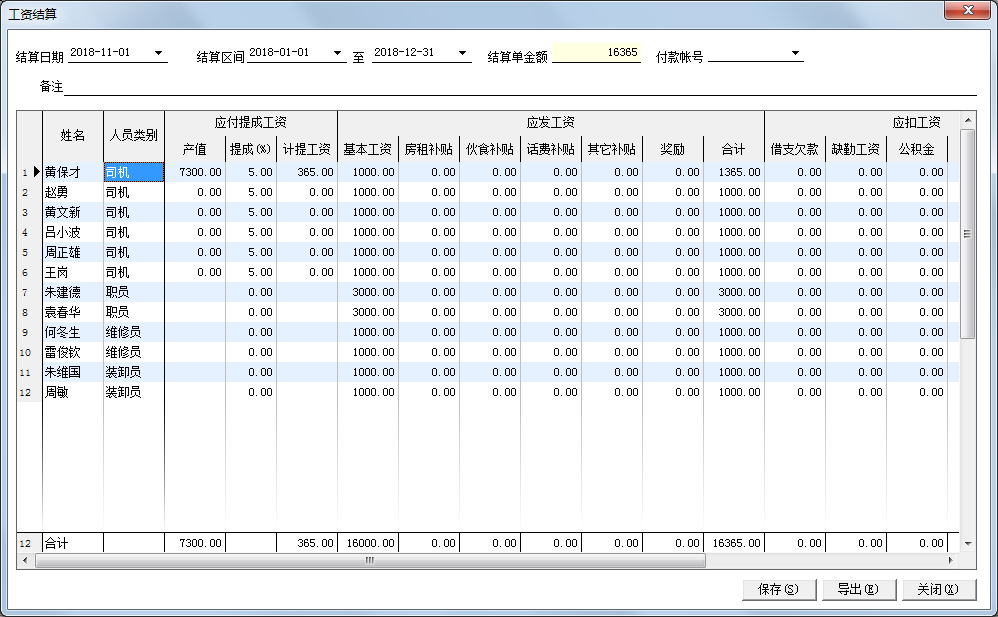 工资结算
结算日期 2018-11-01 结算区间 2018-01-01 至 2018-12-31 结算单金额 16365 付款帐号
备注
姓名 人员类别 应付提成工资 应发工资 应扣工资
产值 提成(%) 计提工资 基本工资 房租补贴 伙食补贴 话费补贴 其它补贴 奖励 合计 借支欠款 缺勤工资 公积金
1 黄保才 司机 7300.00 5.00 365.00 1000.00 0.00 0.00 0.00 0.00 0.00 1365.00 0.00 0.00 0.00
2 赵勇 司机 0.00 5.00 0.00 1000.00 0.00 0.00 0.00 0.00 0.00 1000.00 0.00 0.00 0.00
3 黄文新 司机 0.00 5.00 0.00 1000.00 0.00 0.00 0.00 0.00 0.00 1000.00 0.00 0.00 0.00
4 吕小波 司机 0.00 5.00 0.00 1000.00 0.00 0.00 0.00 0.00 0.00 1000.00 0.00 0.00 0.00
5 周正雄 司机 0.00 5.00 0.00 1000.00 0.00 0.00 0.00 0.00 0.00 1000.00 0.00 0.00 0.00
6 王岗 司机 0.00 5.00 0.00 1000.00 0.00 0.00 0.00 0.00 0.00 1000.00 0.00 0.00 0.00
7 朱建德 职员 0.00 3000.00 0.00 0.00 0.00 0.00 0.00 3000.00 0.00 0.00 0.00
8 袁春华 职员 0.00 3000.00 0.00 0.00 0.00 0.00 0.00 3000.00 0.00 0.00 0.00
9 何冬生 维修员 0.00 1000.00 0.00 0.00 0.00 0.00 0.00 1000.00 0.00 0.00 0.00
10 雷俊钦 维修员 0.00 1000.00 0.00 0.00 0.00 0.00 0.00 1000.00 0.00 0.00 0.00
11 朱维国 装卸员 0.00 1000.00 0.00 0.00 0.00 0.00 0.00 1000.00 0.00 0.00 0.00
12 周敏 装卸员 0.00 1000.00 0.00 0.00 0.00 0.00 0.00 1000.00 0.00 0.00 0.00
12 合计 7300.00 365.00 16000.00 0.00 0.00 0.00 0.00 0.00 16365.00 0.00 0.00 0.00
保存(S) 导出(E) 关闭(X)